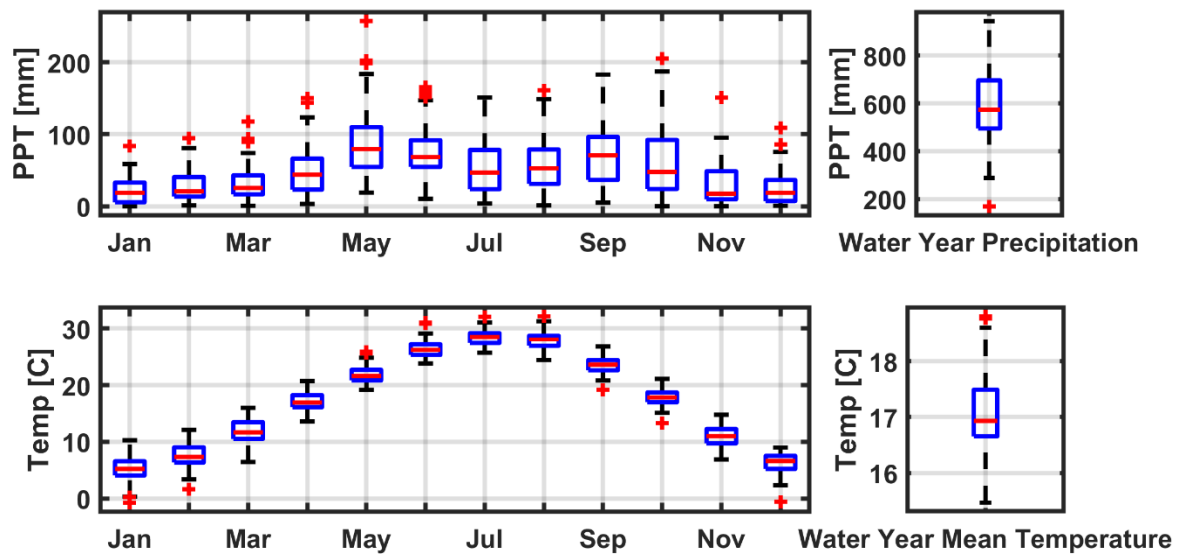 PPT [mm]
200
100
0
Jan Mar May Jul Sep Nov
PPT [mm]
800
600
400
200
Water Year Precipitation
Temp [C]
30
20
10
0
Jan Mar May Jul Sep Nov
Temp [C]
18
17
16
Water Year Mean Temperature